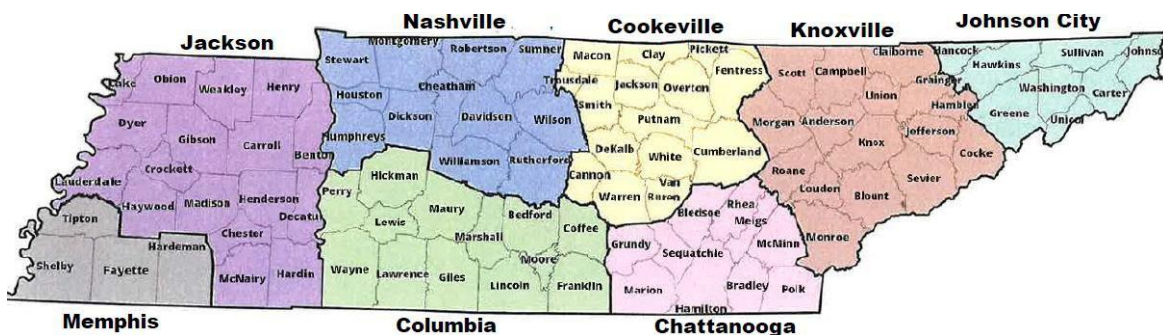 Jackson
Nashville
Cookeville
Knoxville
Johnson City
Lake
Obion
Weakley
Henry
Dyer
Gibson
Carroll
Benton
Crockett
Lauderdale
Haywood
Madison
Henderson
Decatu
Chester
McNairy
Hardin
Tipton
Hardeman
Shelby
Fayette
Stewart
Montgomery
Robertson
Sumner
Houston
Cheatham
Dickson
Davidson
Wilson
Humphreys
Williamson
Rutherford
Trousdale
Macon
Clay
Pickett
Fentress
Jackson
Overton
Smith
Putnam
DeKalb
White
Cumberland
Cannon
Warren
Van
Buren
Perry
Hickman
Lewis
Maury
Bedford
Coffee
Marshall
Moore
Wayne
Lawrence
Giles
Lincoln
Franklin
Bledsoe
Rhea
Meigs
Grundy
Sequatchie
McMinn
Marion
Hamilton
Bradley
Polk
Scott
Campbell
Claiborne
Union
Grainger
Hamblen
Morgan
Anderson
Jefferson
Knox
Cocke
Roane
Louden
Sevier
Blount
Monroe
Hancock
Hawkins
Sullivan
Johns
Washington
Carter
Greene
Unicoi
Memphis
Columbia
Chattanooga